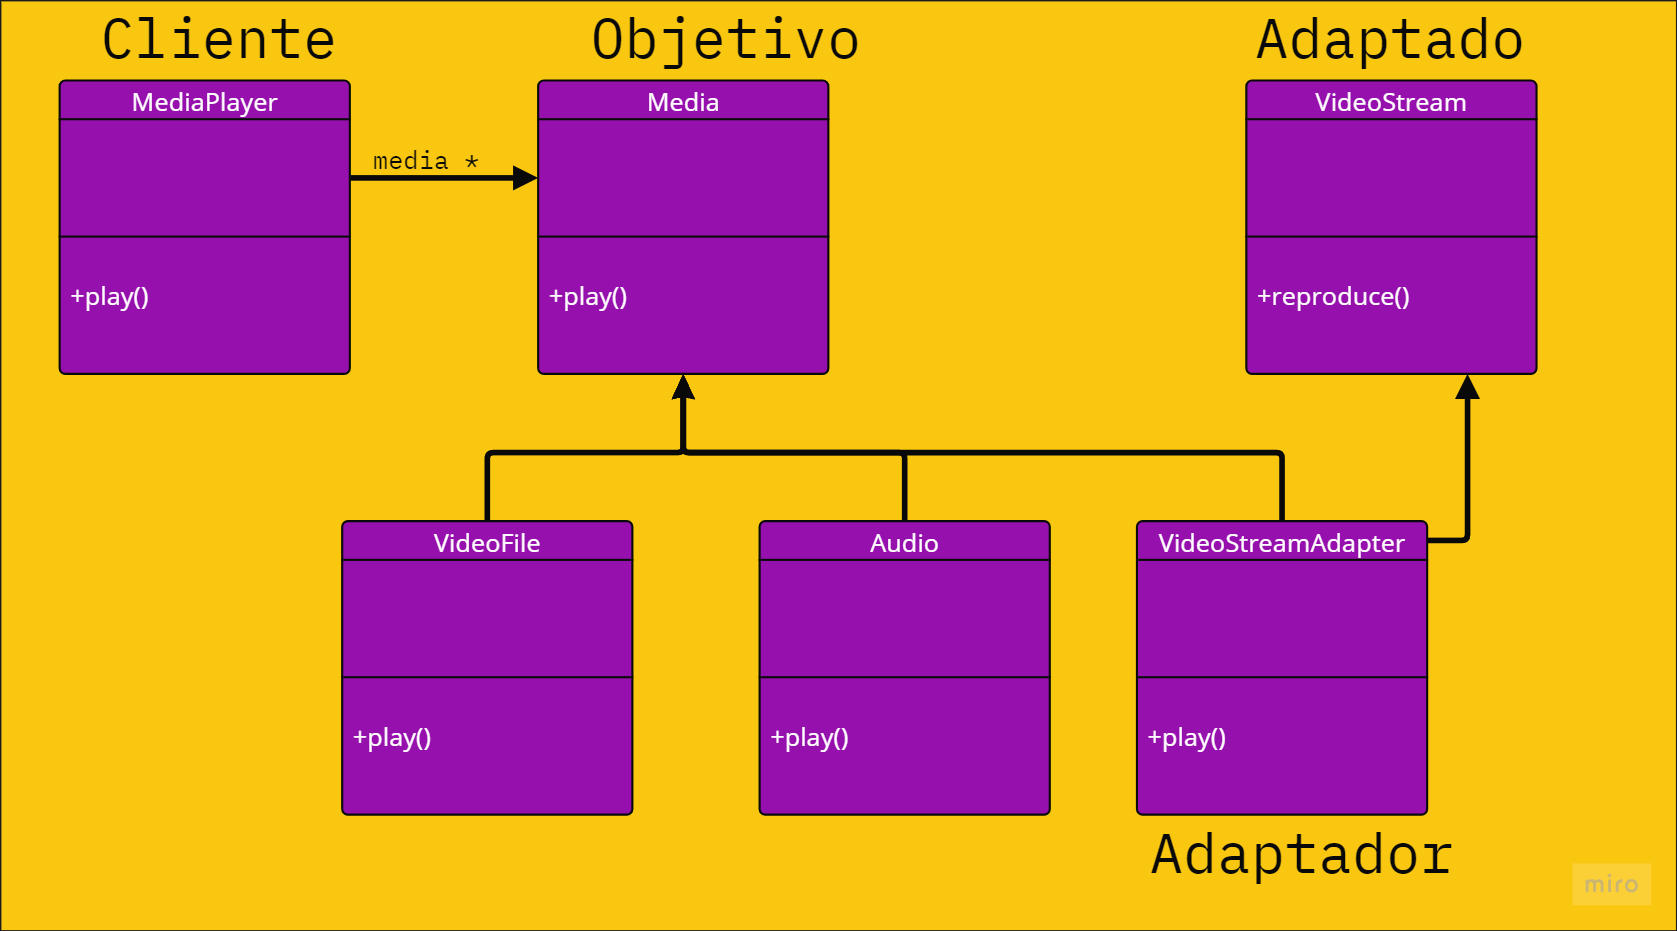 Cliente
Objetivo
Adaptado
MediaPlayer
+play()
media *
Media
+play()
VideoStream
+reproduce()
VideoFile
+play()
Audio
+play()
VideoStreamAdapter
+play()
Adaptador
miro